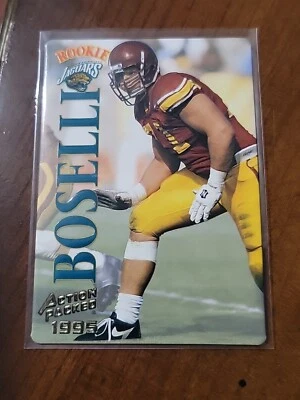 ROOKIE
JAGUARS
BOSELLI
ACTION
PACKED
1995